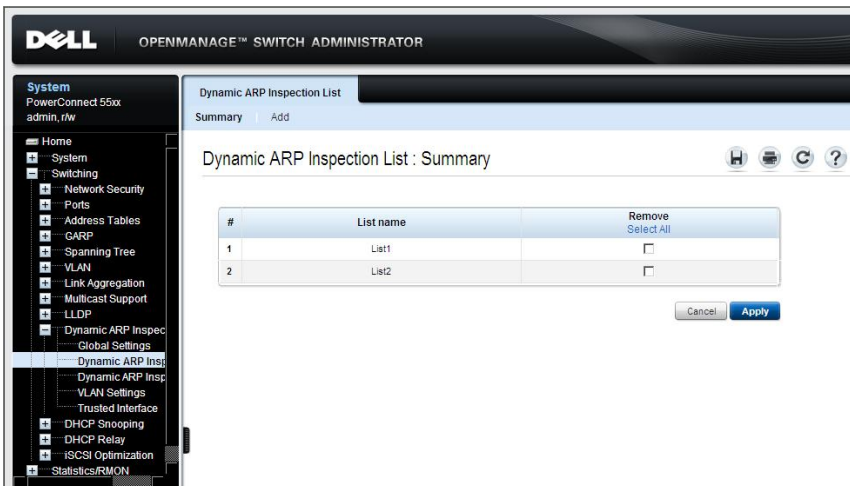 DELL
OPENMANAGE™ SWITCH ADMINISTRATOR
System
PowerConnect 55xx
admin, r/w
Home
System
Switching
Network Security
Ports
Address Tables
GARP
Spanning Tree
VLAN
Link Aggregation
Multicast Support
LLDP
Dynamic ARP Inspec
Global Settings
Dynamic ARP Insp
Dynamic ARP Insp
VLAN Settings
Trusted Interface
DHCP Snooping
DHCP Relay
iSCSI Optimization
Statistics/RMON
Dynamic ARP Inspection List
Summary Add
Dynamic ARP Inspection List : Summary
?
# List name Remove
Select All
1 List1
2 List2
Cancel Apply